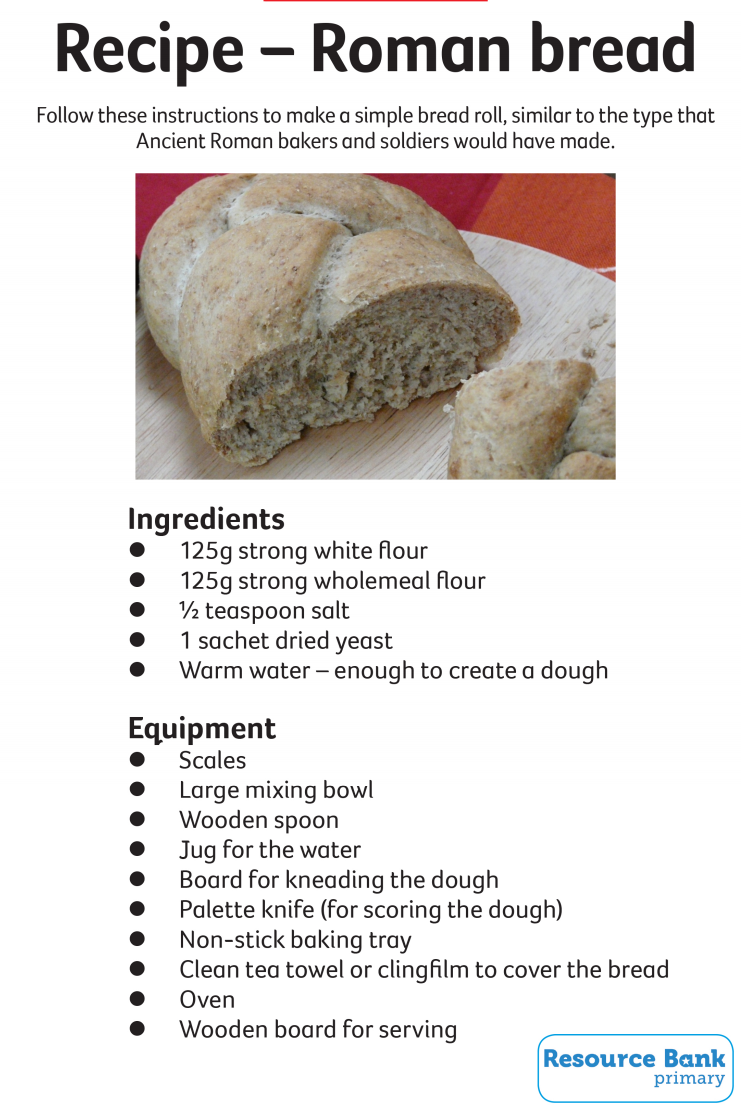 Recipe – Roman bread
Follow these instructions to make a simple bread roll, similar to the type that
Ancient Roman bakers and soldiers would have made.
Ingredients
● 125g strong white flour
● 125g strong wholemeal flour
● ½ teaspoon salt
● 1 sachet dried yeast
● Warm water – enough to create a dough
Equipment
● Scales
● Large mixing bowl
● Wooden spoon
● Jug for the water
● Board for kneading the dough
● Palette knife (for scoring the dough)
● Non-stick baking tray
● Clean tea towel or clingfilm to cover the bread
● Oven
● Wooden board for serving
Resource Bank
primary